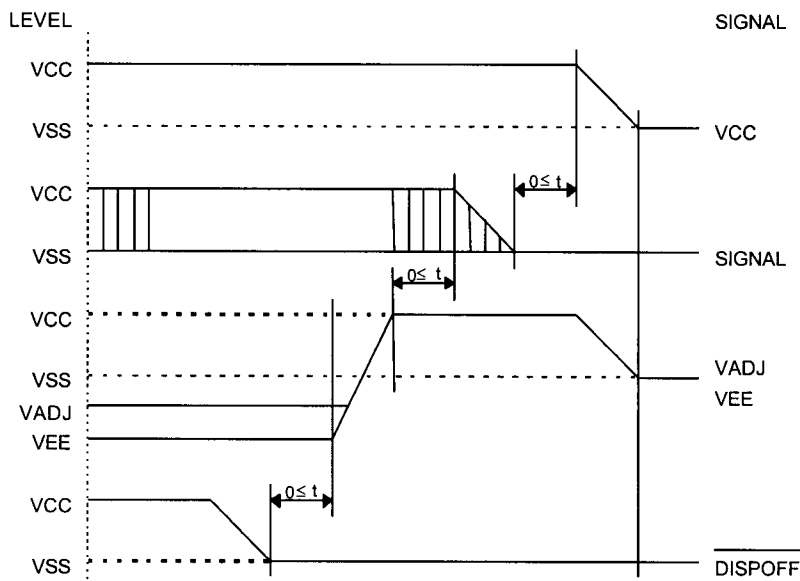 LEVEL SIGNAL
VCC
VSS VCC
0≤ t
VCC
VSS SIGNAL
0≤ t
VCC
VSS VADJ
VADJ VEE
VEE
0≤ t
VCC
VSS DISPOFF